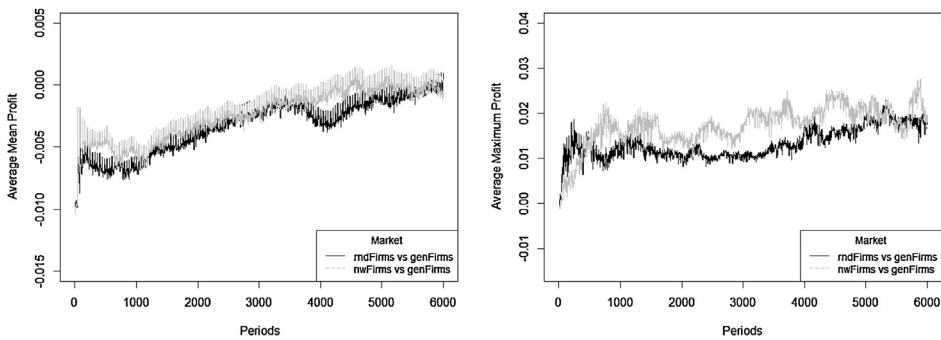 Average Mean Profit
0.005
0.000
-0.005
-0.010
-0.015
Market
rndFirms vs genFirms
nwFirms vs genFirms
0 1000 2000 3000 4000 5000 6000
Periods
Average Maximum Profit
0.04
0.03
0.02
0.01
0.00
-0.01
Market
rndFirms vs genFirms
nwFirms vs genFirms
0 1000 2000 3000 4000 5000 6000
Periods